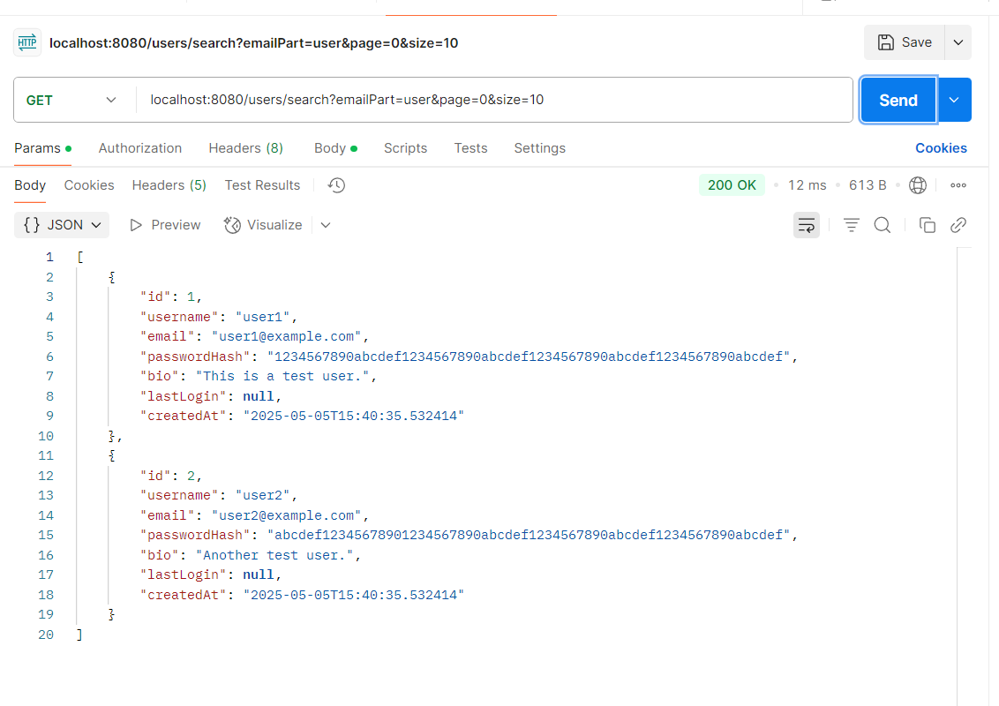 HTTP localhost:8080/users/search?emailPart=user&page=0&size=10 Save
GET localhost:8080/users/search?emailPart=user&page=0&size=10 Send
Params Authorization Headers (8) Body Scripts Tests Settings Cookies
Body Cookies Headers (5) Test Results 200 OK 12 ms 613 B
{} JSON Preview Visualize
1 [
2 {
3 "id": 1,
4 "username": "user1",
5 "email": "user1@example.com",
6 "passwordHash": "1234567890abcdef1234567890abcdef1234567890abcdef1234567890abcdef",
7 "bio": "This is a test user.",
8 "lastLogin": null,
9 "createdAt": "2025-05-05T15:40:35.532414"
10 },
11 {
12 "id": 2,
13 "username": "user2",
14 "email": "user2@example.com",
15 "passwordHash": "abcdef12345678901234567890abcdef1234567890abcdef1234567890abcdef",
16 "bio": "Another test user.",
17 "lastLogin": null,
18 "createdAt": "2025-05-05T15:40:35.532414"
19 }
20 ]